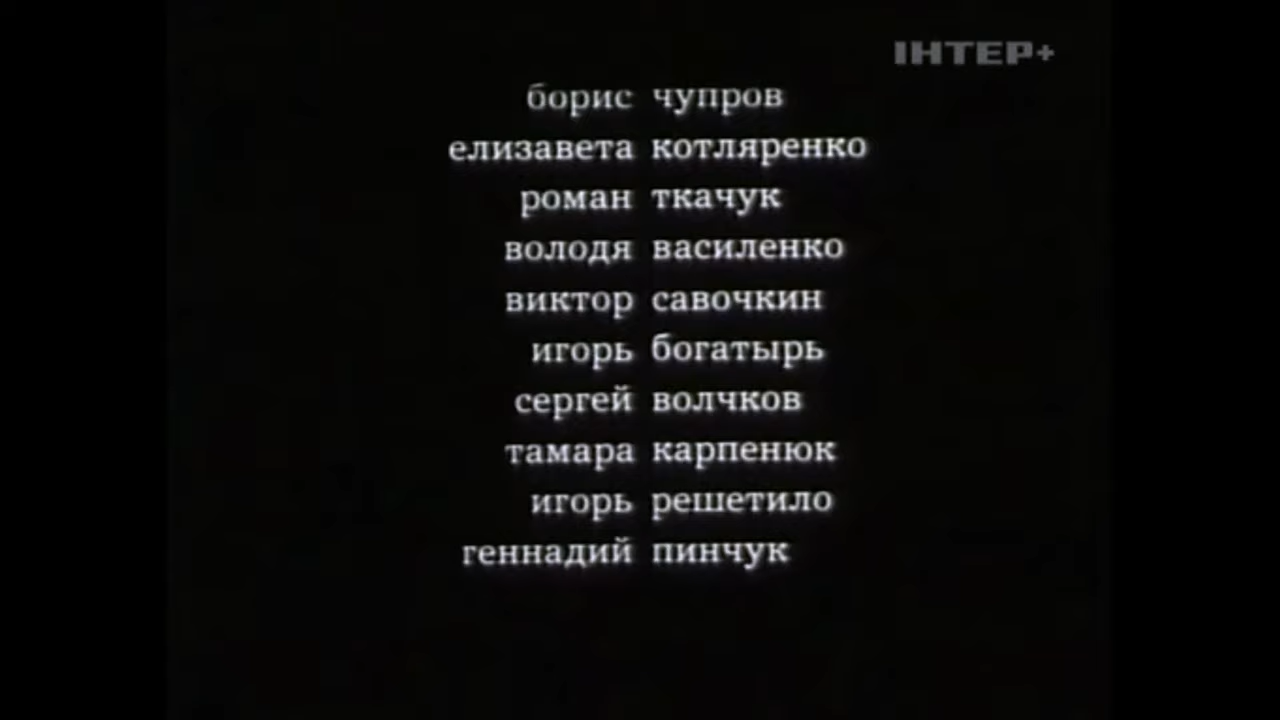 ІНТЕР+
борис чупров
елизавета котляренко
роман ткачук
володя василенко
виктор савочкин
игорь богатырь
сергей волчков
тамара карпенюк
игорь решетило
геннадий пинчук